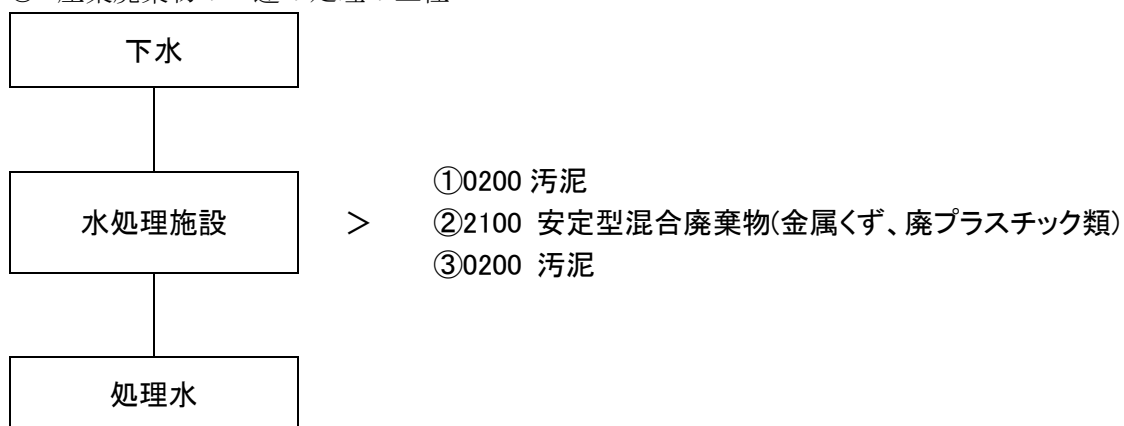 下水
①0200 汚泥
水処理施設
＞
②2100 安定型混合廃棄物(金属くず、廃プラスチック類)
③0200 汚泥
処理水